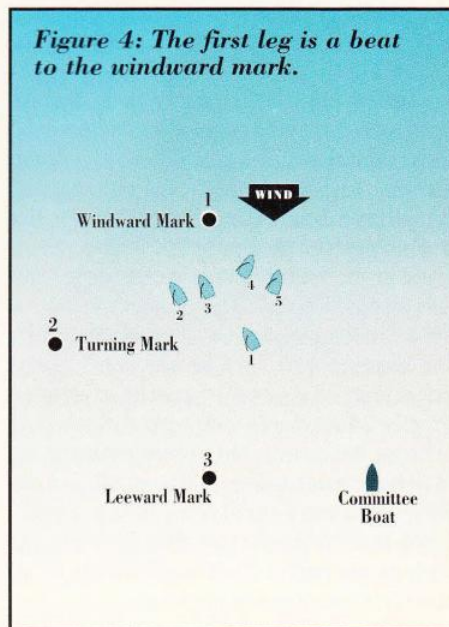 Figure 4: The first leg is a beat
to the windward mark.
1
Windward Mark
WIND
4
5
2
3
2
Turning Mark
1
3
Leeward Mark
Committee
Boat